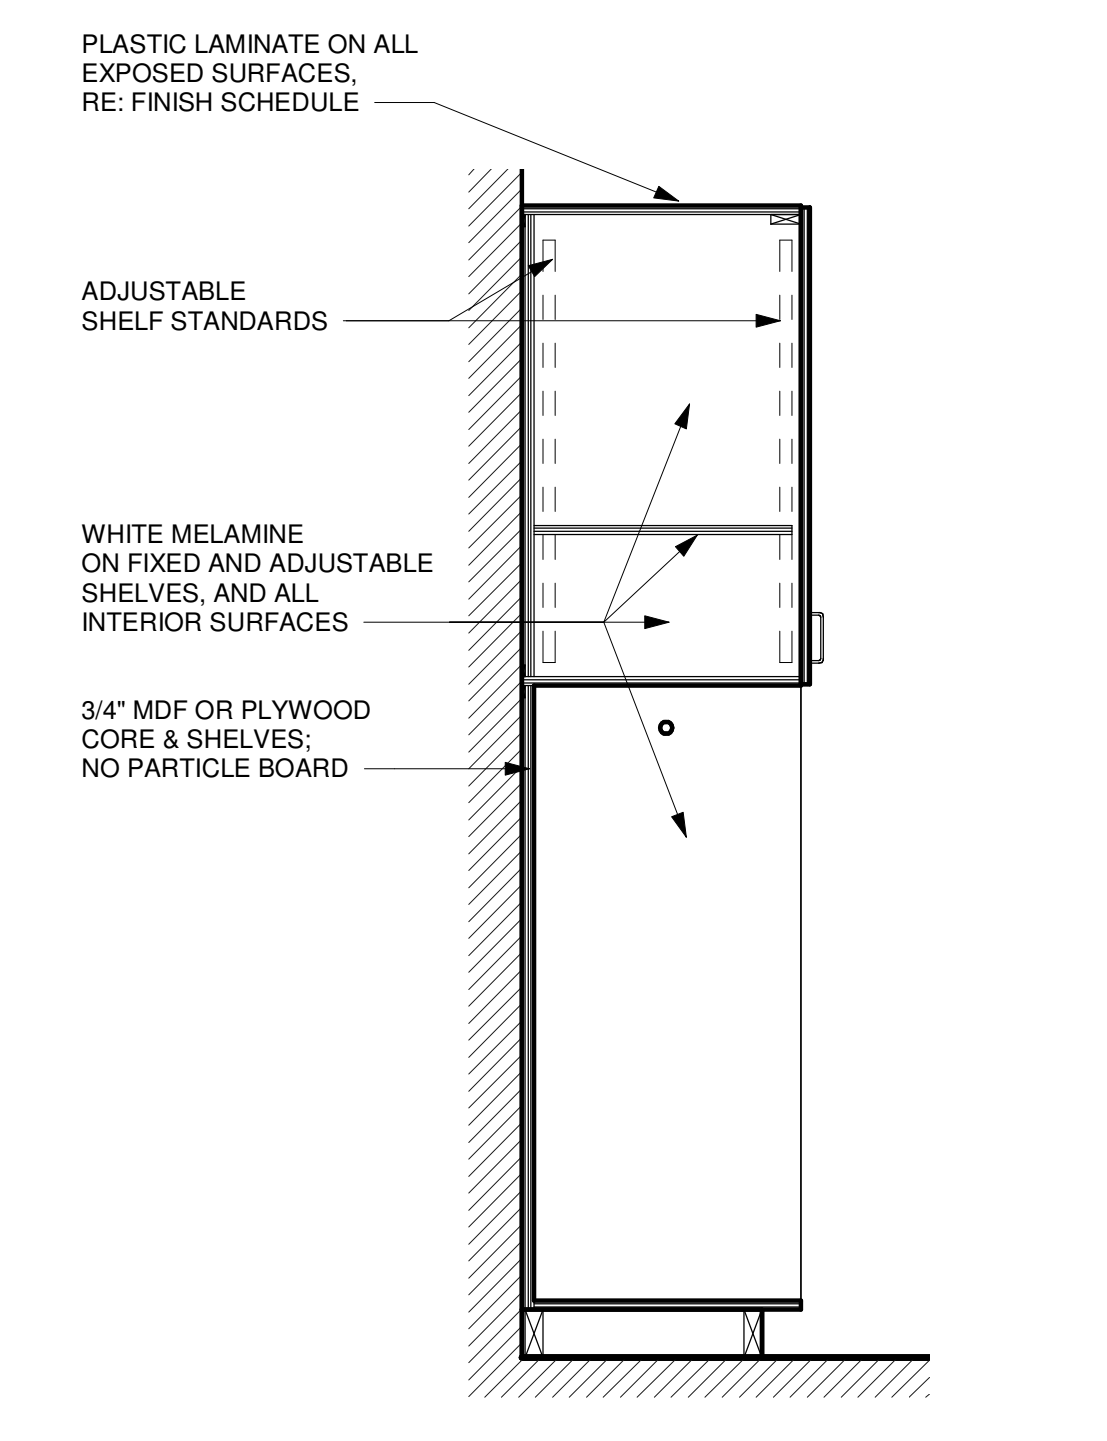 PLASTIC LAMINATE ON ALL
EXPOSED SURFACES,
RE: FINISH SCHEDULE
ADJUSTABLE
SHELF STANDARDS
WHITE MELAMINE
ON FIXED AND ADJUSTABLE
SHELVES, AND ALL
INTERIOR SURFACES
3/4" MDF OR PLYWOOD
CORE & SHELVES;
NO PARTICLE BOARD